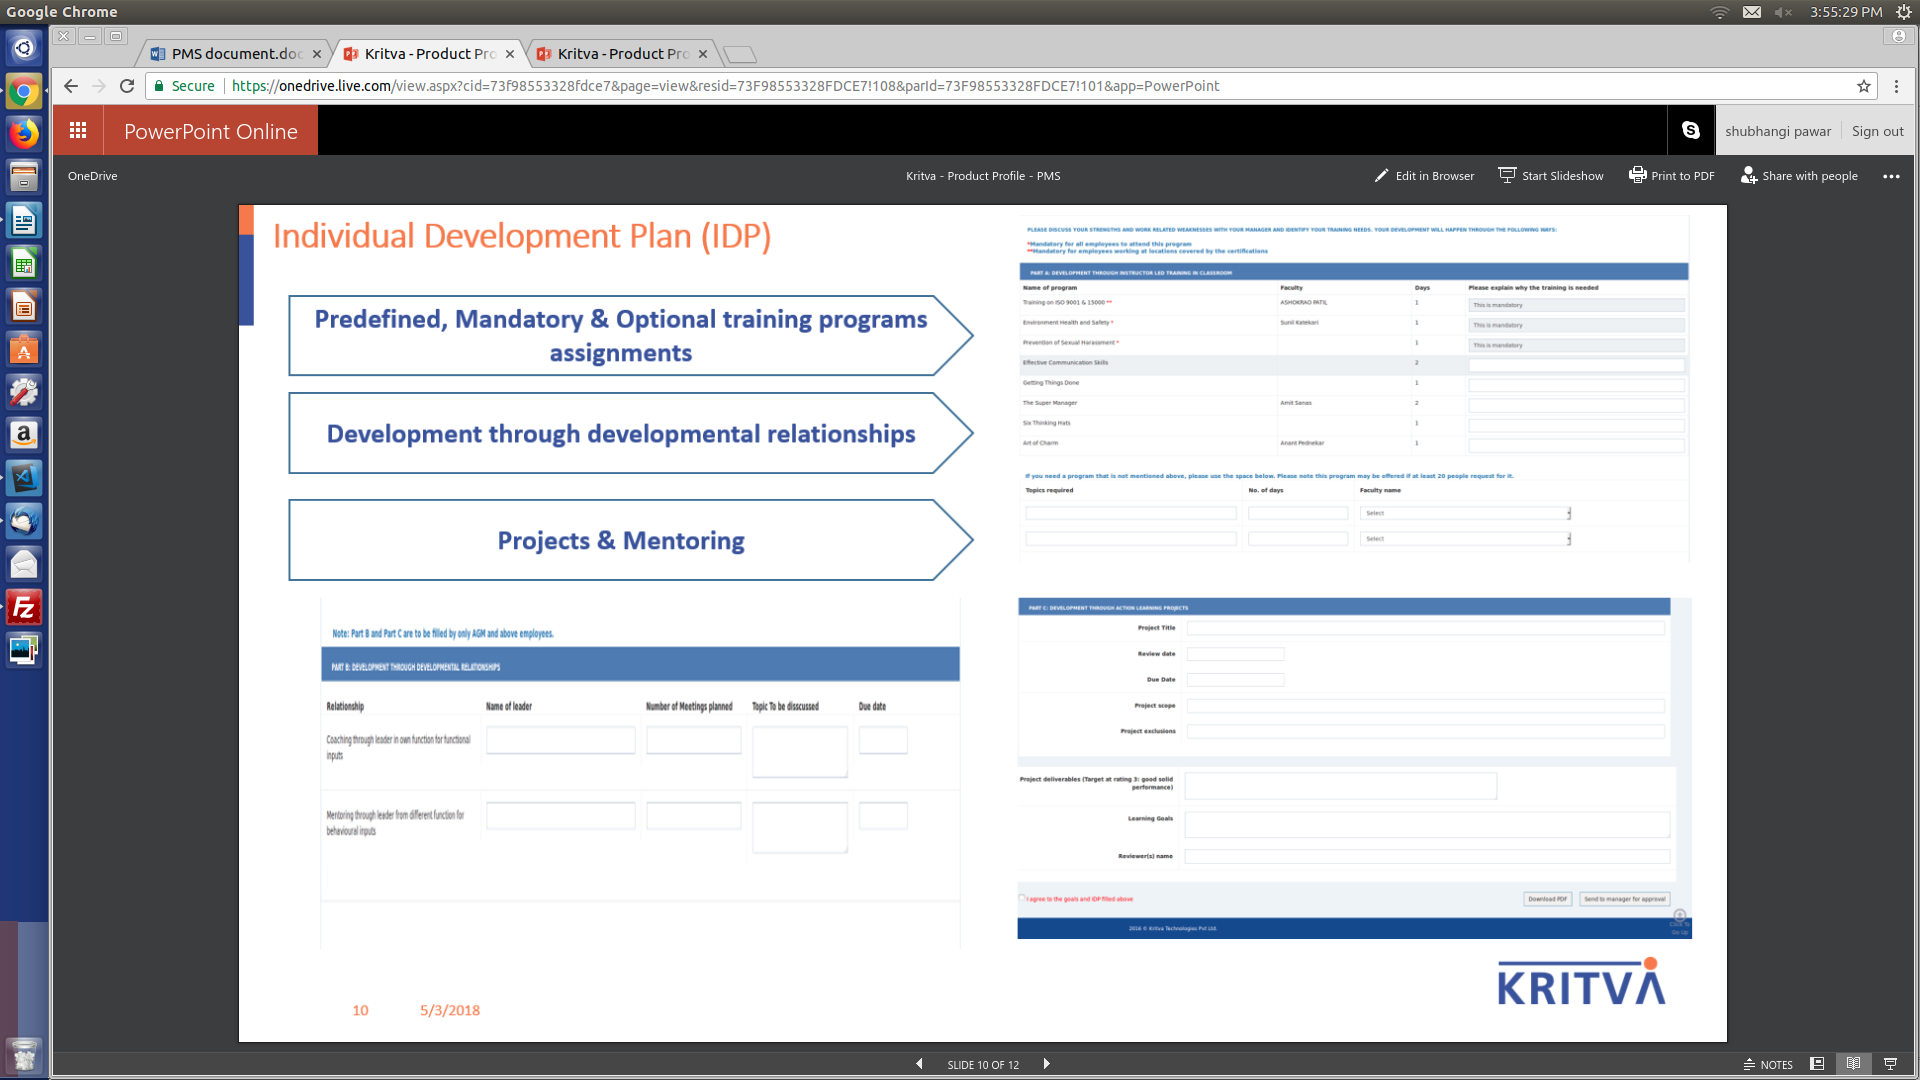 Google Chrome
3:55:29 PM
PMS document.doc
Kritva - Product Pro
Kritva - Product Pro
Secure
https://onedrive.live.com/view.aspx?cid=73f98553328fdce7&page=view&resid=73F98553328FDCE7!108&parId=73F98553328FDCE7!101&app=PowerPoint
PowerPoint Online
shubhangi pawar
Sign out
OneDrive
Kritva - Product Profile - PMS
Edit in Browser
Start Slideshow
Print to PDF
Share with people
Individual Development Plan (IDP)
Predefined, Mandatory & Optional training programs
assignments
Development through developmental relationships
Projects & Mentoring
PLEASE DISCUSS YOUR STRENGTHS AND WORK RELATED WEAKNESSES WITH YOUR MANAGER AND IDENTIFY YOUR TRAINING NEEDS. YOUR DEVELOPMENT WILL HAPPEN THROUGH THE FOLLOWING WAYS:
*Mandatory for all employees to attend this program
**Mandatory for employees working at locations covered by the certifications
PART A: DEVELOPMENT THROUGH INSTRUCTOR LED TRAINING IN CLASSROOM
Name of program Faculty Days Please explain why the training is needed
Training on ISO 9001 & 15000 ** ASHOKRAO PATIL 1 This is mandatory
Environment Health and Safety * Sunil Katekari 1 This is mandatory
Prevention of Sexual Harassment * 1 This is mandatory
Effective Communication Skills 2
Getting Things Done 1
The Super Manager Amit Sanas 2
Six Thinking Hats 1
Art of Charm Anant Pednekar 1
If you need a program that is not mentioned above, please use the space below. Please note this program may be offered if at least 20 people request for it.
Topics required No. of days Faculty name
Select
Select
Note: Part B and Part C are to be filled by only AGM and above employees.
PART B: DEVELOPMENT THROUGH DEVELOPMENTAL RELATIONSHIPS
Relationship Name of leader Number of Meetings planned Topic To be disscussed Due date
Coaching through leader in own function for functional
inputs
Mentoring through leader from different function for
behavioural inputs
PART C: DEVELOPMENT THROUGH ACTION LEARNING PROJECTS
Project Title
Review date
Due Date
Project scope
Project exclusions
Project deliverables (Target at rating 3: good solid
performance)
Learning Goals
Reviewer(s) name
I agree to the goals and IDP filled above
Download PDF
Send to manager for approval
Click To
Go Up
2016 © Kritva Technologies Pvt Ltd.
KRITVA
10
5/3/2018
SLIDE 10 OF 12
NOTES